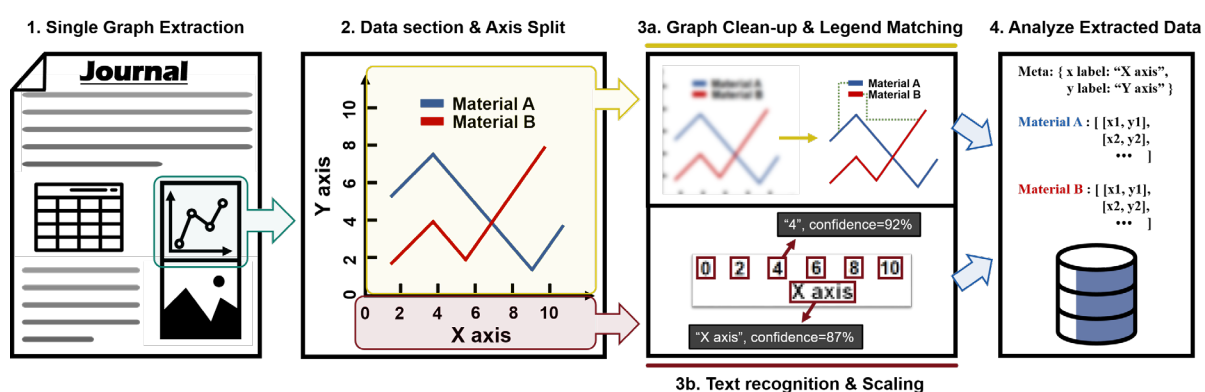 1. Single Graph Extraction
Journal
2. Data section & Axis Split
Material A
Material B
Y axis
10
8
6
4
2
0
0 2 4 6 8 10
X axis
3a. Graph Clean-up & Legend Matching
Material A
Material B
Material A
Material B
"4", confidence=92%
0 2 4 6 8 10
X axis
"X axis", confidence=87%
3b. Text recognition & Scaling
4. Analyze Extracted Data
Meta: { x label: “X axis”,
y label: “Y axis” }
Material A : [ [x1, y1],
[x2, y2],
••• ]
Material B : [ [x1, y1],
[x2, y2],
••• ]